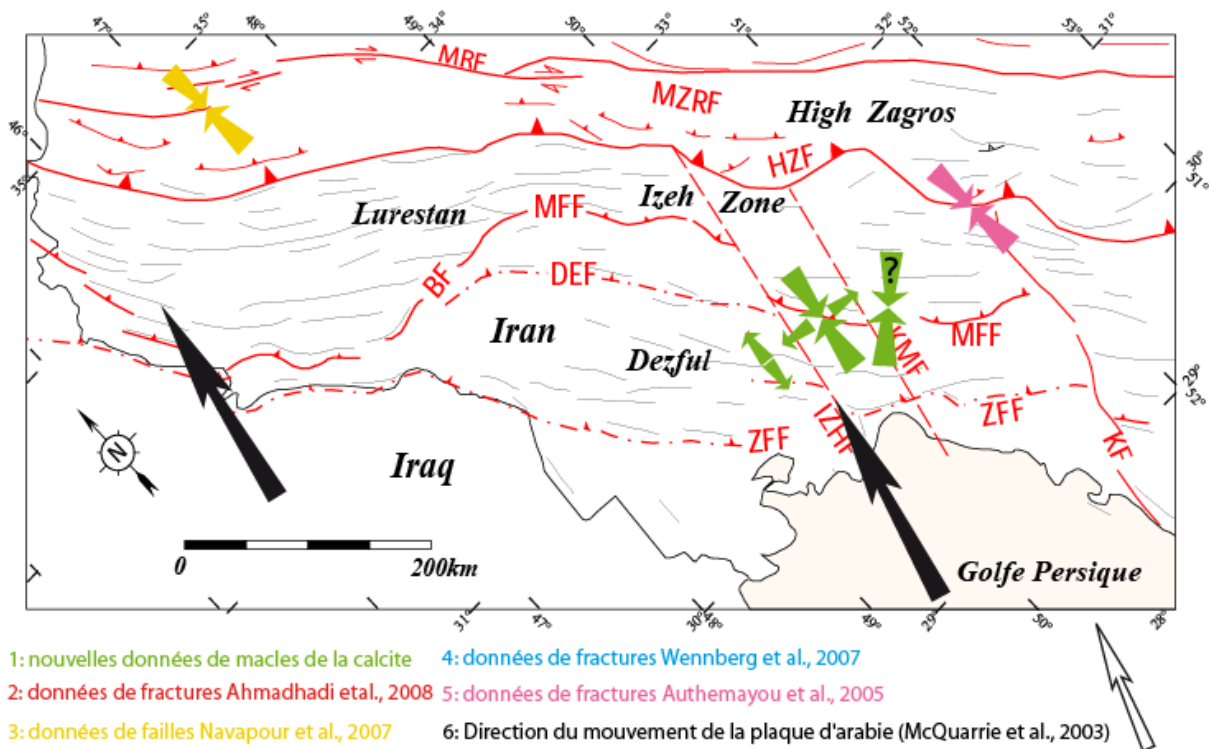 47° 35° 48° 49° 34° 50° 33° 51° 32° 52° 53° 31°
MRF
MZRF
High Zagros
46°
35°
HZF
30°
51°
Izeh Zone
Lurestan
MFF
?
BF
DEF
Iran
MFF
KMF
Dezful
29°
52°
ZFF
ZFF
IZHF
KF
N
Iraq
0 200km
Golfe Persique
31° 47° 30° 48° 49° 29° 50° 28°
1: nouvelles données de macles de la calcite
4: données de fractures Wennberg et al., 2007
2: données de fractures Ahmadhadi etal., 2008
5: données de fractures Authemayou et al., 2005
3: données de failles Navapour et al., 2007
6: Direction du mouvement de la plaque d'arabie (McQuarrie et al., 2003)